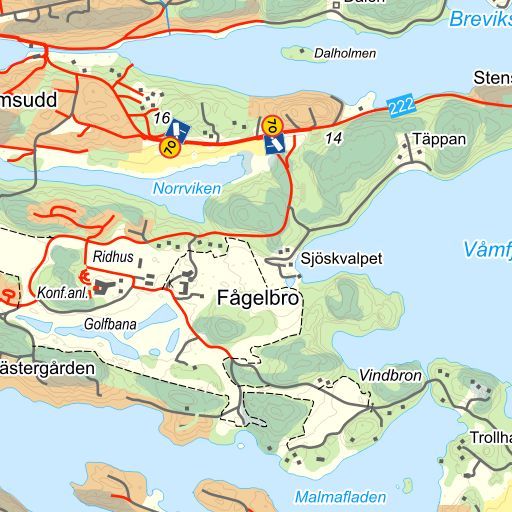 Dalen
Breviks
Dalholmen
Stens
222
msudd
16
70
70
14
Täppan
Norrviken
Ridhus
Sjöskvalpet
Våmfj
Konf.anl.
Fågelbro
Golfbana
ästergården
Vindbron
Trollha
Malmafladen